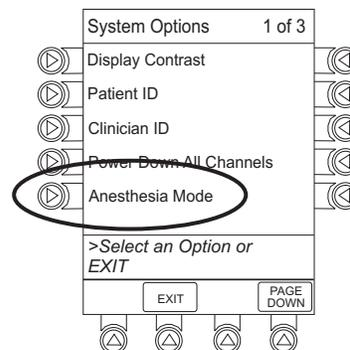 System Options 1 of 3
Display Contrast
Patient ID
Clinician ID
Power Down All Channels
Anesthesia Mode
>Select an Option or
EXIT
EXIT
PAGE
DOWN